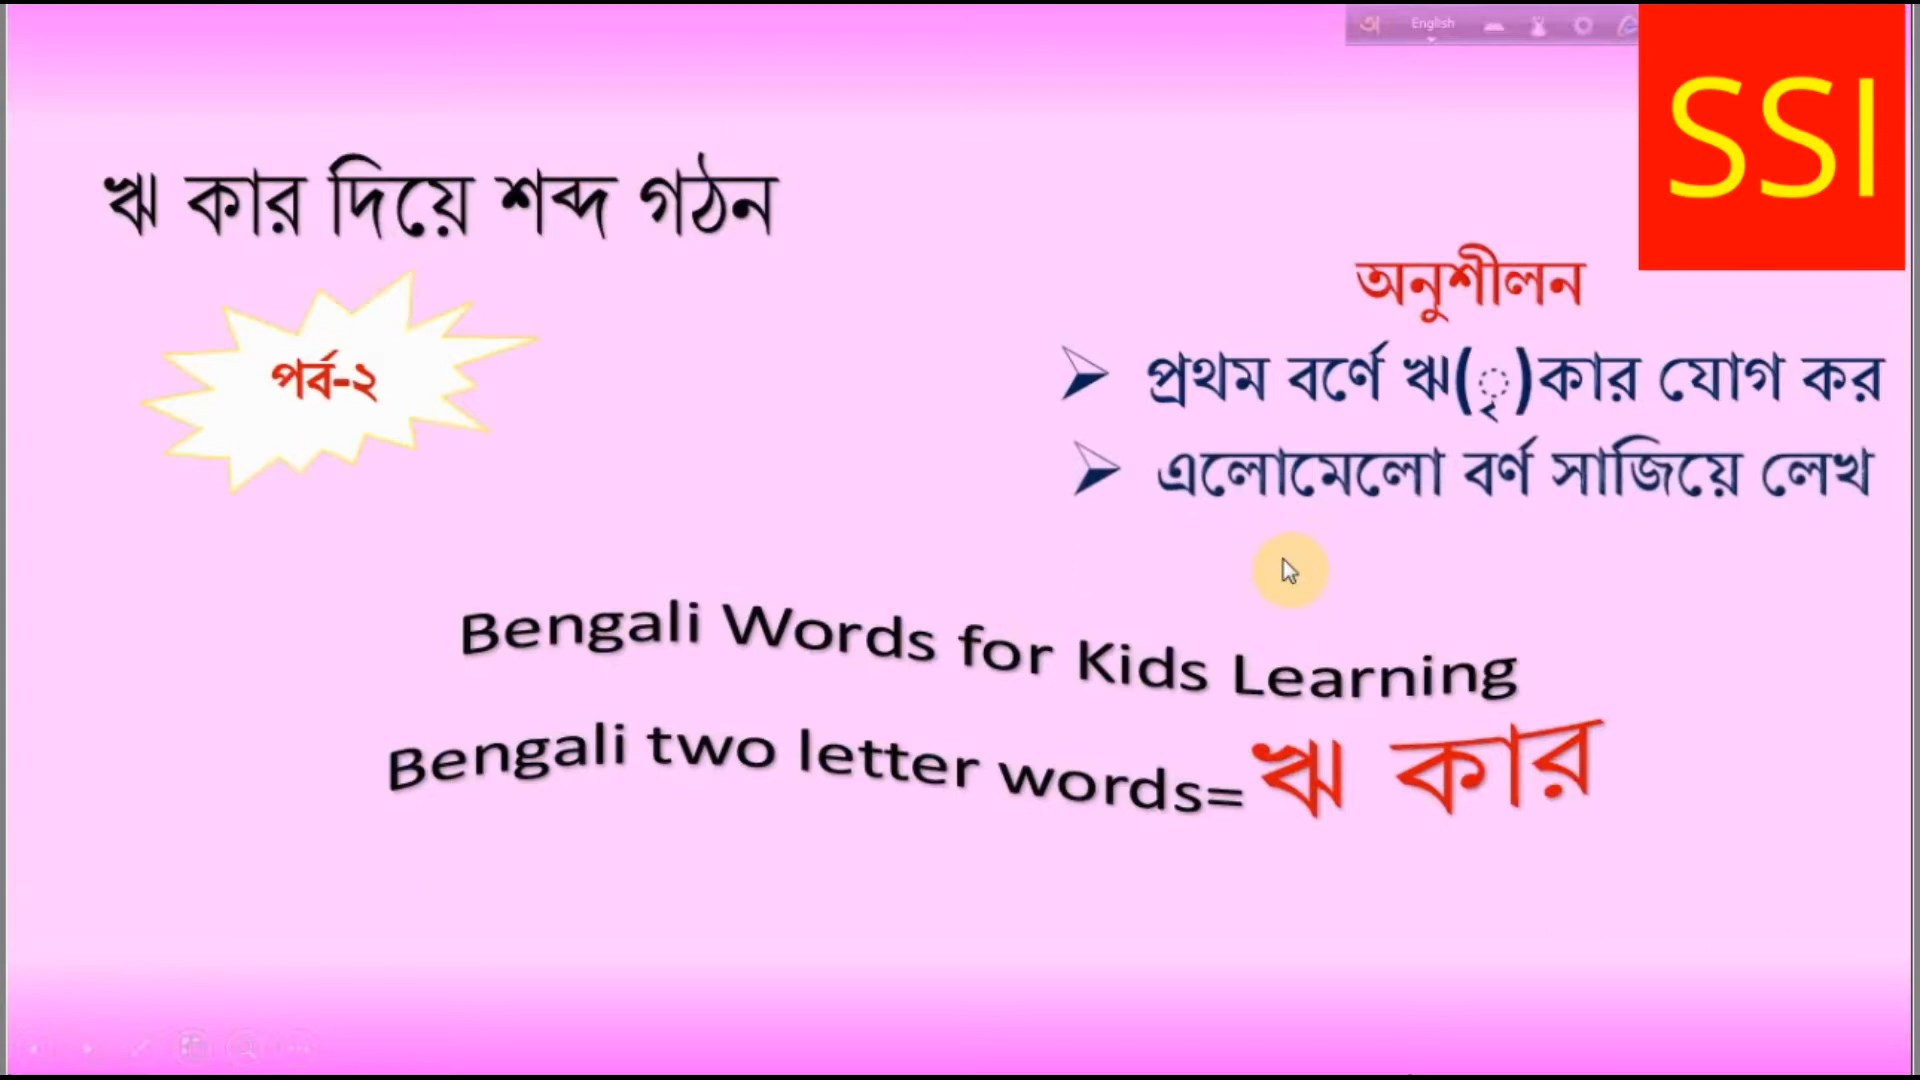 English
SSI
ঋ কার দিয়ে শব্দ গঠন
পর্ব-২
অনুশীলন
প্রথম বর্ণে ঋ(ৃ)কার যোগ কর
এলোমেলো বর্ণ সাজিয়ে লেখ
Bengali Words for Kids Learning
Bengali two letter words=ঋ কার